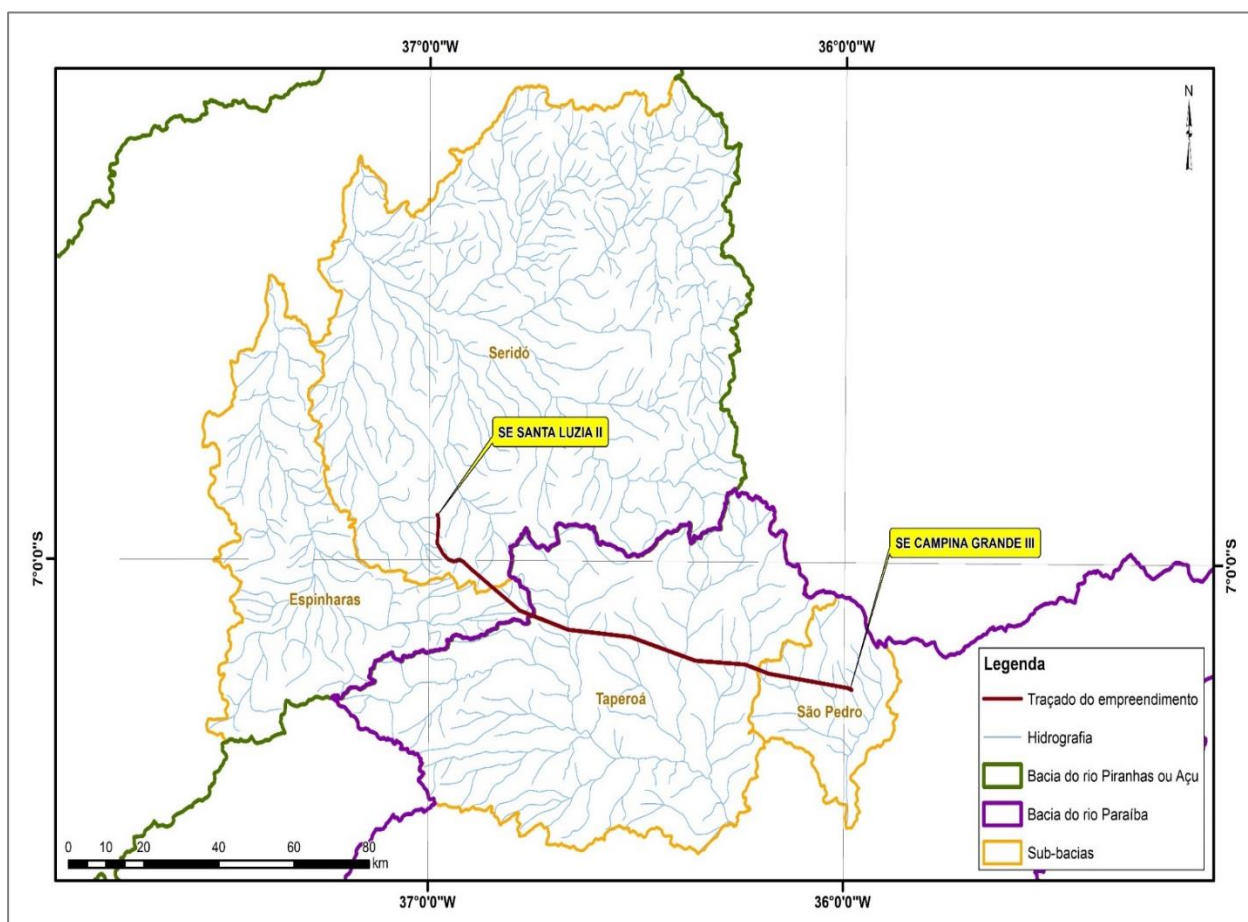 37°0'0"W
36°0'0"W
N
Seridó
SE SANTA LUZIA II
SE CAMPINA GRANDE III
7°0'0"S
7°0'0"S
Espinharas
Taperoá
São Pedro
Legenda
Traçado do empreendimento
Hidrografia
Bacia do rio Piranhas ou Açu
Bacia do rio Paraíba
Sub-bacias
0 10 20 40 60 80
km
37°0'0"W
36°0'0"W